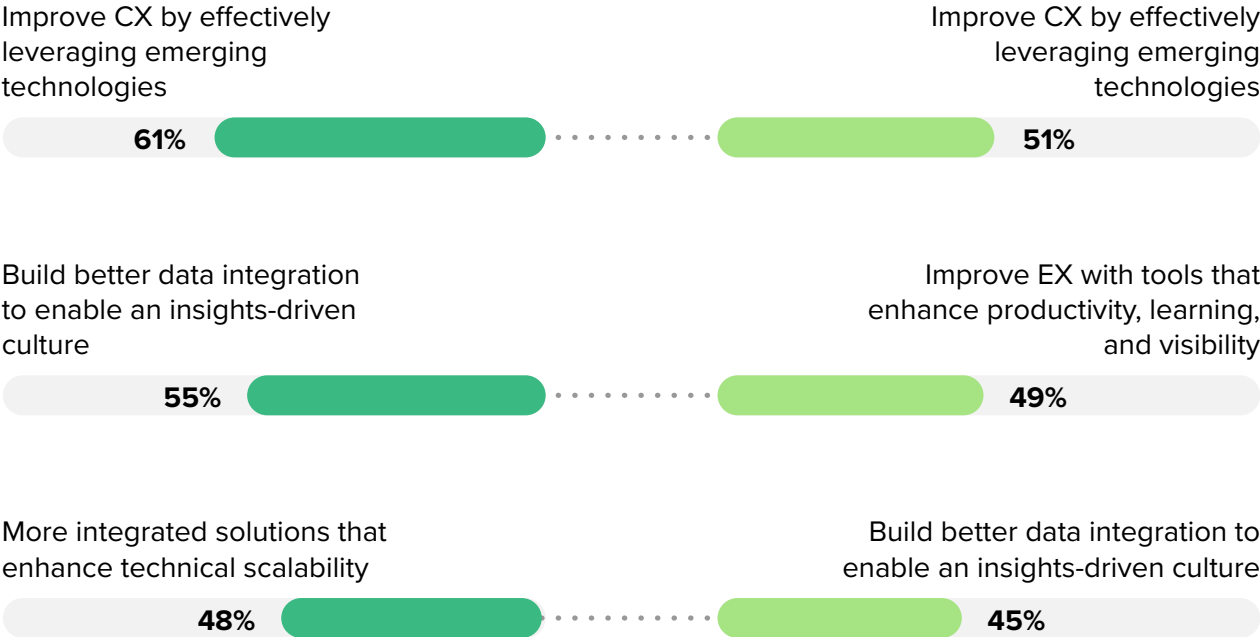 Improve CX by effectively
leveraging emerging
technologies
61%
Improve CX by effectively
leveraging emerging
technologies
51%
Build better data integration
to enable an insights-driven
culture
55%
Improve EX with tools that
enhance productivity, learning,
and visibility
49%
More integrated solutions that
enhance technical scalability
48%
Build better data integration to
enable an insights-driven culture
45%